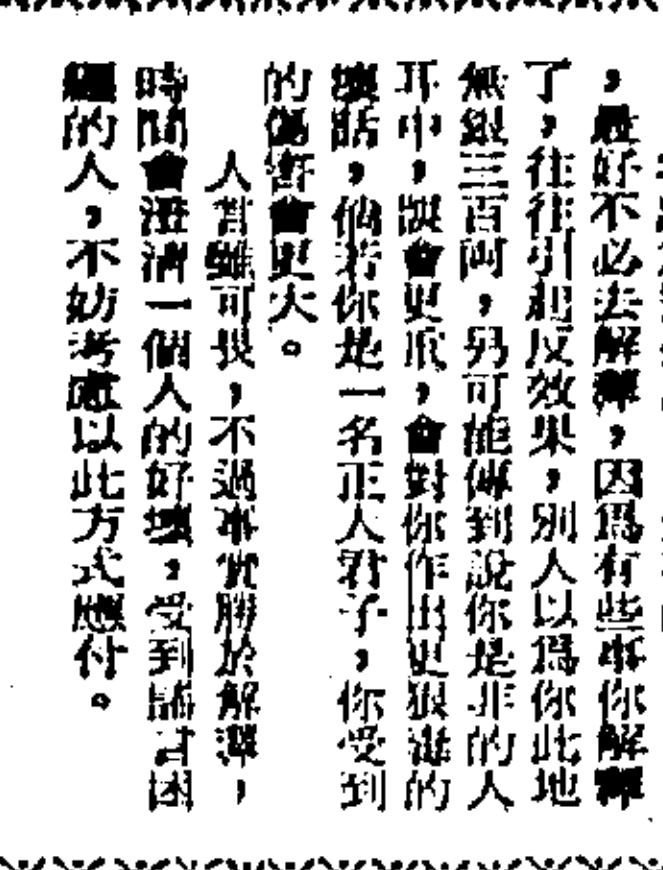 ，最好不必去解釋，因爲有些事你解釋
了，往往引起反效果，別人以爲你此地
無銀三百両，另可能傳到說你是非的人
耳中，誤會更深，會對你作出更狠毒的
壞話，倘若你是一名正人君子，你受到
的傷害會更大。
人言雖可畏，不過事實勝於解釋，
時間會澄清一個人的好壞，受到謠言困
的人，不妨考慮以此方式應付。